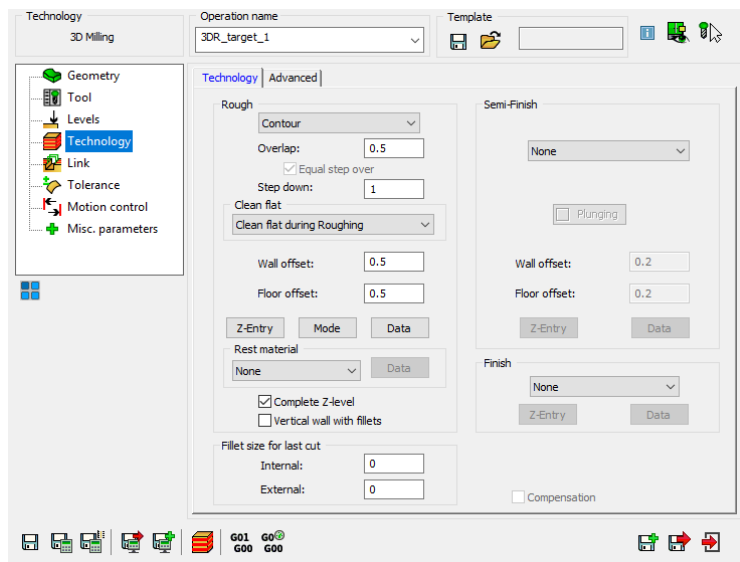 Technology
3D Milling
Operation name
3DR_target_1
Template
Geometry
Tool
Levels
Technology
Link
Tolerance
Motion control
Misc. parameters
Technology Advanced
Rough
Contour
Overlap: 0.5
Equal step over
Step down: 1
Clean flat
Clean flat during Roughing
Wall offset: 0.5
Floor offset: 0.5
Z-Entry Mode Data
Rest material
None Data
Complete Z-level
Vertical wall with fillets
Fillet size for last cut
Internal: 0
External: 0
Semi-Finish
None
Plunging
Wall offset: 0.2
Floor offset: 0.2
Z-Entry Data
Finish
None
Z-Entry Data
Compensation
G01 G0
G00 G00